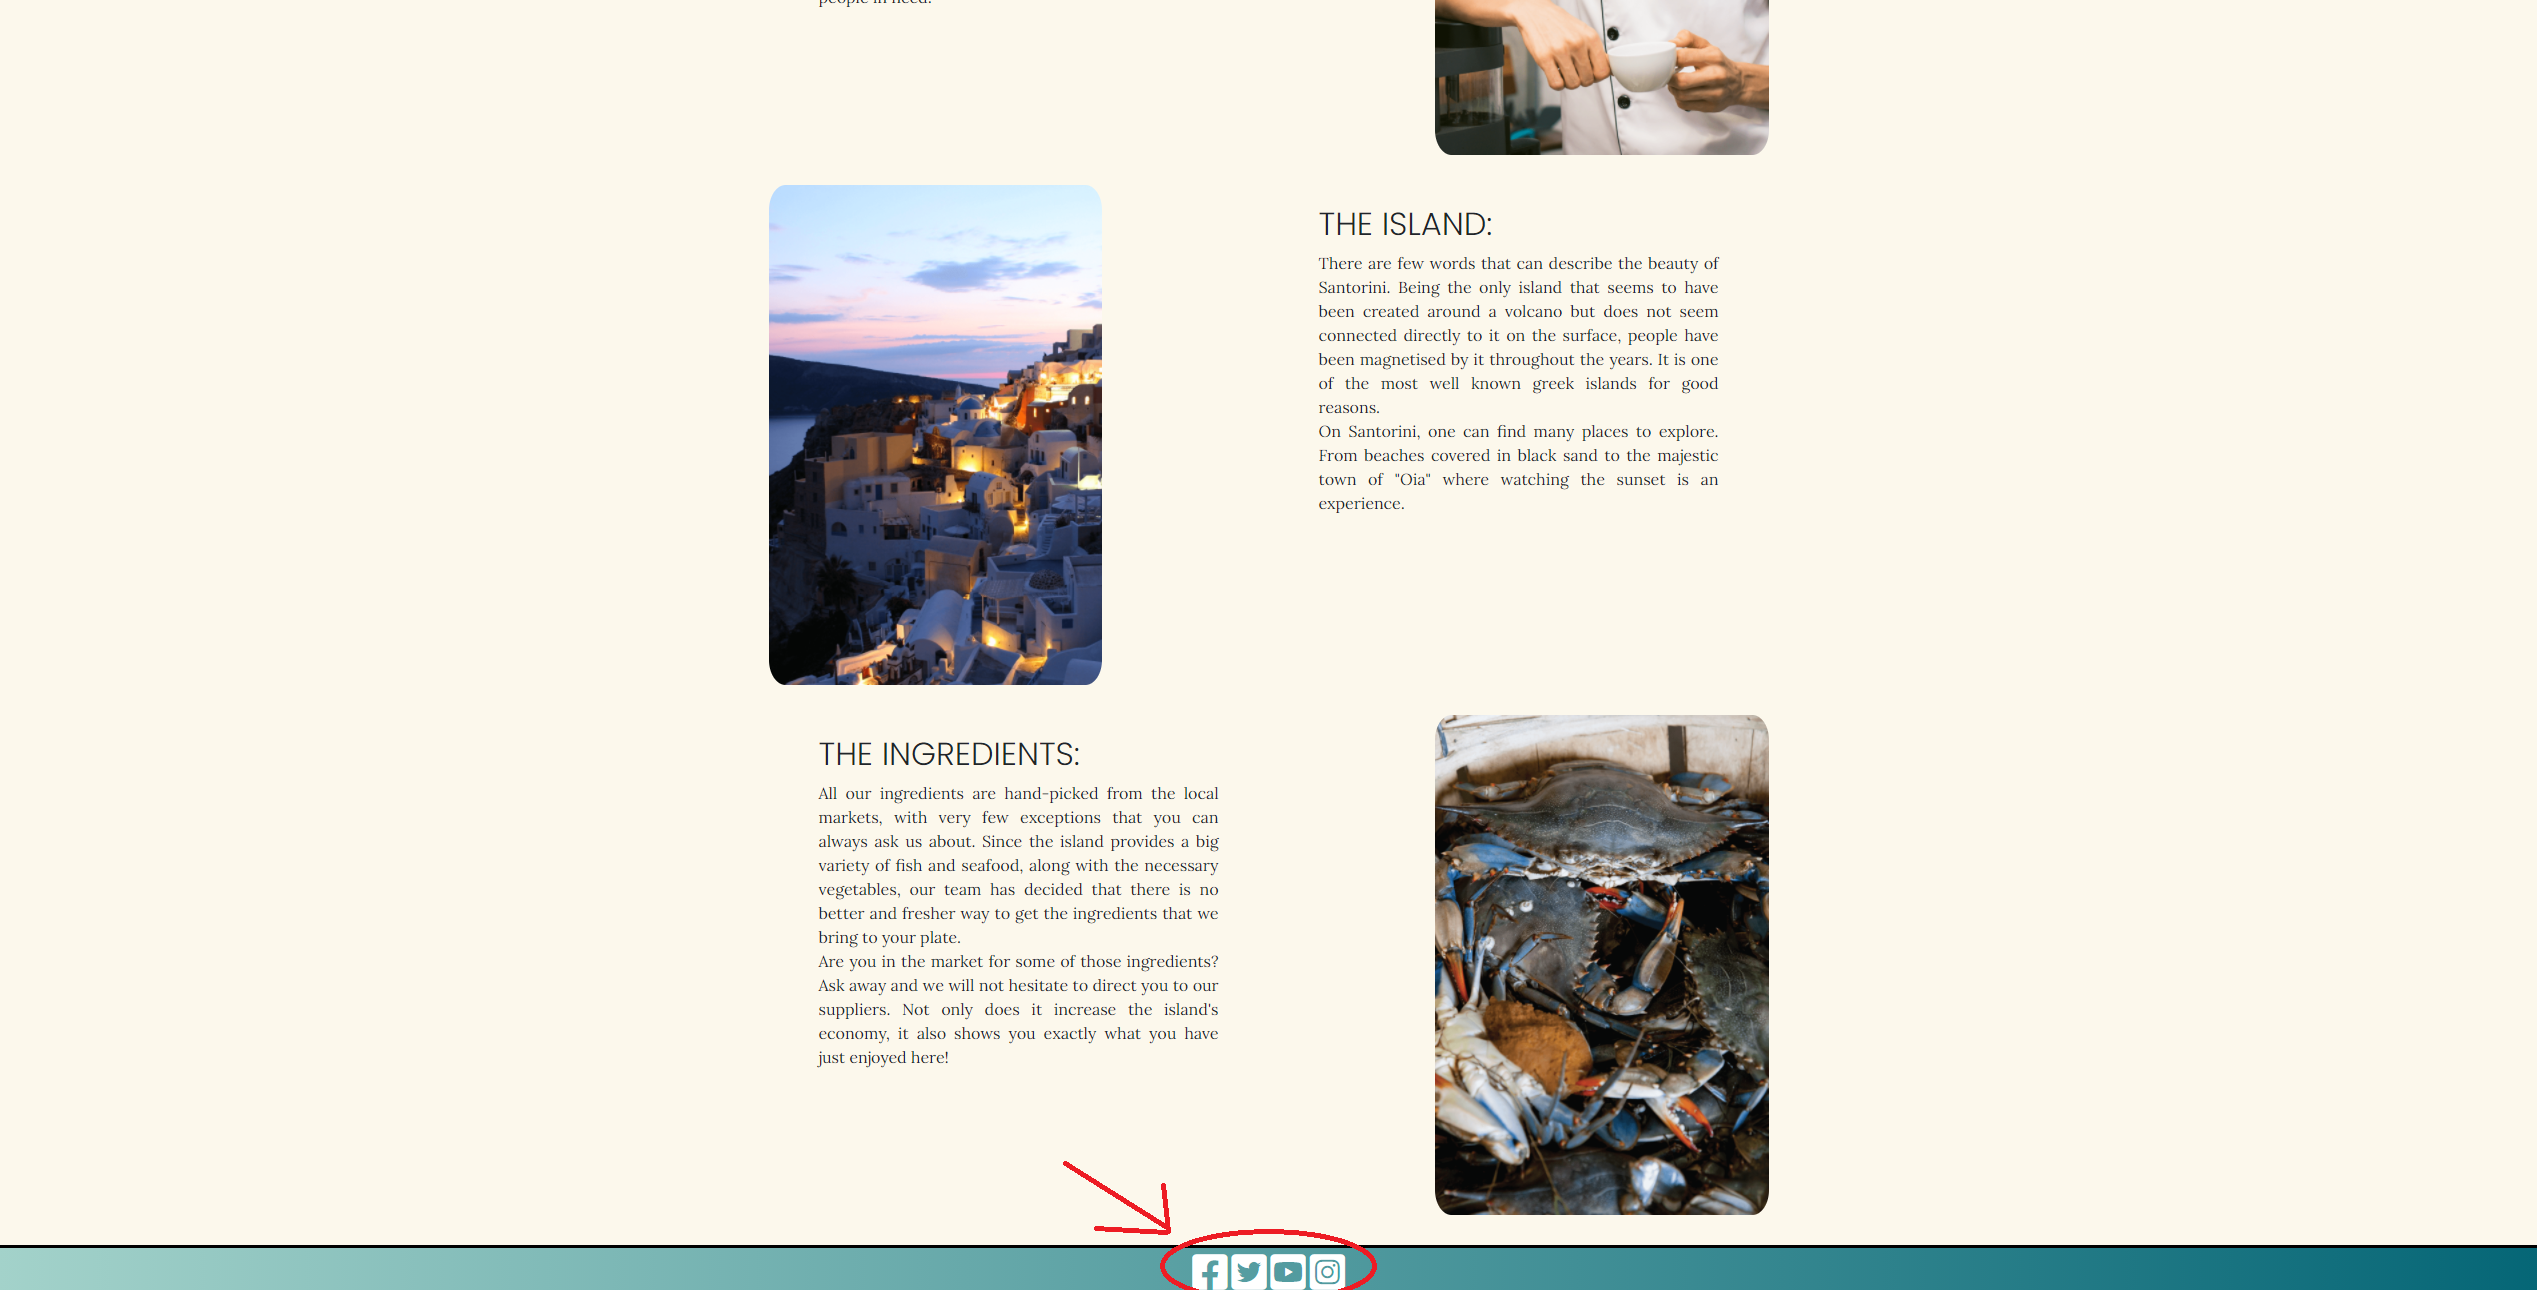 people in need.
THE ISLAND:
There are few words that can describe the beauty of
Santorini. Being the only island that seems to have
been created around a volcano but does not seem
connected directly to it on the surface, people have
been magnetised by it throughout the years. It is one
of the most well known greek islands for good
reasons.
On Santorini, one can find many places to explore.
From beaches covered in black sand to the majestic
town of "Oia" where watching the sunset is an
experience.
THE INGREDIENTS:
All our ingredients are hand-picked from the local
markets, with very few exceptions that you can
always ask us about. Since the island provides a big
variety of fish and seafood, along with the necessary
vegetables, our team has decided that there is no
better and fresher way to get the ingredients that we
bring to your plate.
Are you in the market for some of those ingredients?
Ask away and we will not hesitate to direct you to our
suppliers. Not only does it increase the island's
economy, it also shows you exactly what you have
just enjoyed here!